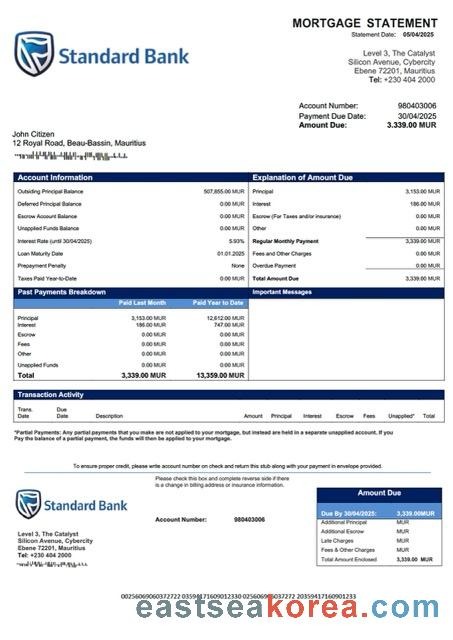 MORTGAGE STATEMENT
Statement Date: 05/04/2025
Standard Bank
Level 3, The Catalyst
Silicon Avenue, Cybercity
Ebene 72201, Mauritius
Tel: +230 404 2000
Account Number: 980403006
Payment Due Date: 30/04/2025
Amount Due: 3.339.00 MUR
John Citizen
12 Royal Road, Beau-Bassin, Mauritius
Account Information
Outsiding Principal Balance 507,855.00 MUR
Deferred Principal Balance 0.00 MUR
Escrow Account Balance 0.00 MUR
Unapplied Funds Balance 0.00 MUR
Interest Rate (until 30/04/2025) 5.93%
Loan Maturity Date 01.01.2025
Prepayment Penalty None
Taxes Paid Year-to-Date 0.00 MUR
Explanation of Amount Due
Principal 3,153.00 MUR
Interest 186.00 MUR
Escrow (For Taxes and/or insurance) 0.00 MUR
Other 0.00 MUR
Regular Monthly Payment 3,339.00 MUR
Fees and Other Charges 0.00 MUR
Overdue Payment 0.00 MUR
Total Amount Due 3,339.00 MUR
Past Payments Breakdown
Paid Last Month Paid Year to Date
Principal 3,153.00 MUR 12,612.00 MUR
Interest 186.00 MUR 747.00 MUR
Escrow 0.00 MUR 0.00 MUR
Fees 0.00 MUR 0.00 MUR
Other 0.00 MUR 0.00 MUR
Unapplied Funds 0.00 MUR 0.00 MUR
Total 3,339.00 MUR 13,359.00 MUR
Important Messages
Transaction Activity
Trans. Date Due Date Description Amount Principal Interest Escrow Fees Unapplied* Total
*Partial Payments: Any partial payments that you make are not applied to your mortgage, but instead are held in a separate unapplied account. If you
Pay the balance of a partial payment, the funds will then be applied to your mortgage.
To ensure proper credit, please write account number on check and return this stub along with your payment in envelope provided.
Please check this box and complete reverse side if there
is a change in billing address or insurance information.
Standard Bank
Account Number: 980403006
Level 3, The Catalyst
Silicon Avenue, Cybercity
Ebene 72201, Mauritius
Tel: +230 404 2000
Amount Due
Due By 30/04/2025: 3,339.00MUR
Additional Principal MUR
Additional Escrow MUR
Late Charges MUR
Fees & Other Charges MUR
Total Amount Enclosed 3,339.00 MUR
eastseakorea.com